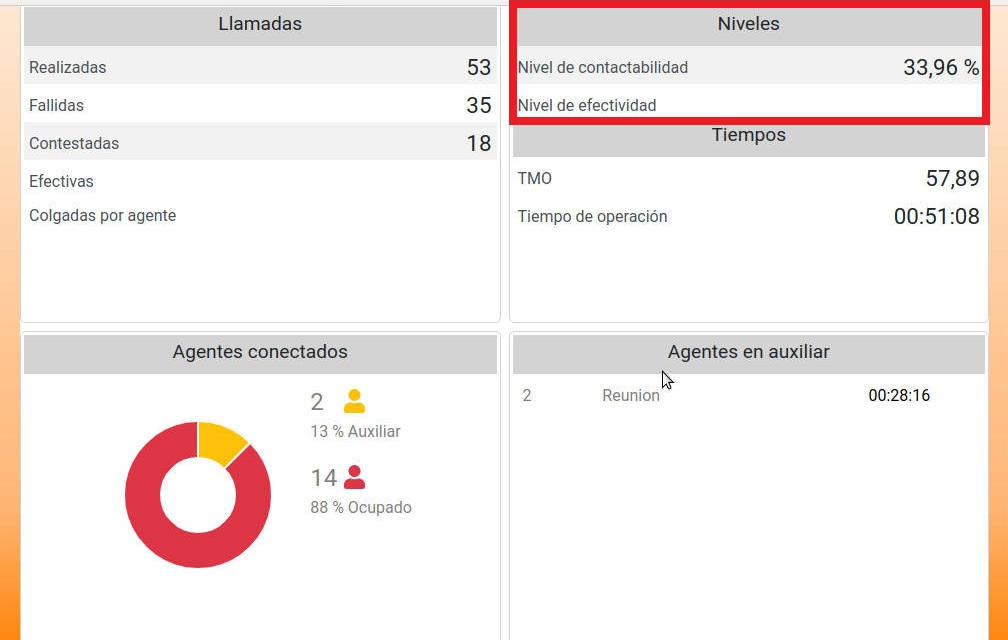 Llamadas
Realizadas 53
Fallidas 35
Contestadas 18
Efectivas
Colgadas por agente
Niveles
Nivel de contactabilidad 33,96 %
Nivel de efectividad
Tiempos
TMO 57,89
Tiempo de operación 00:51:08
Agentes conectados
2
13 % Auxiliar
14
88 % Ocupado
Agentes en auxiliar
2 Reunion 00:28:16